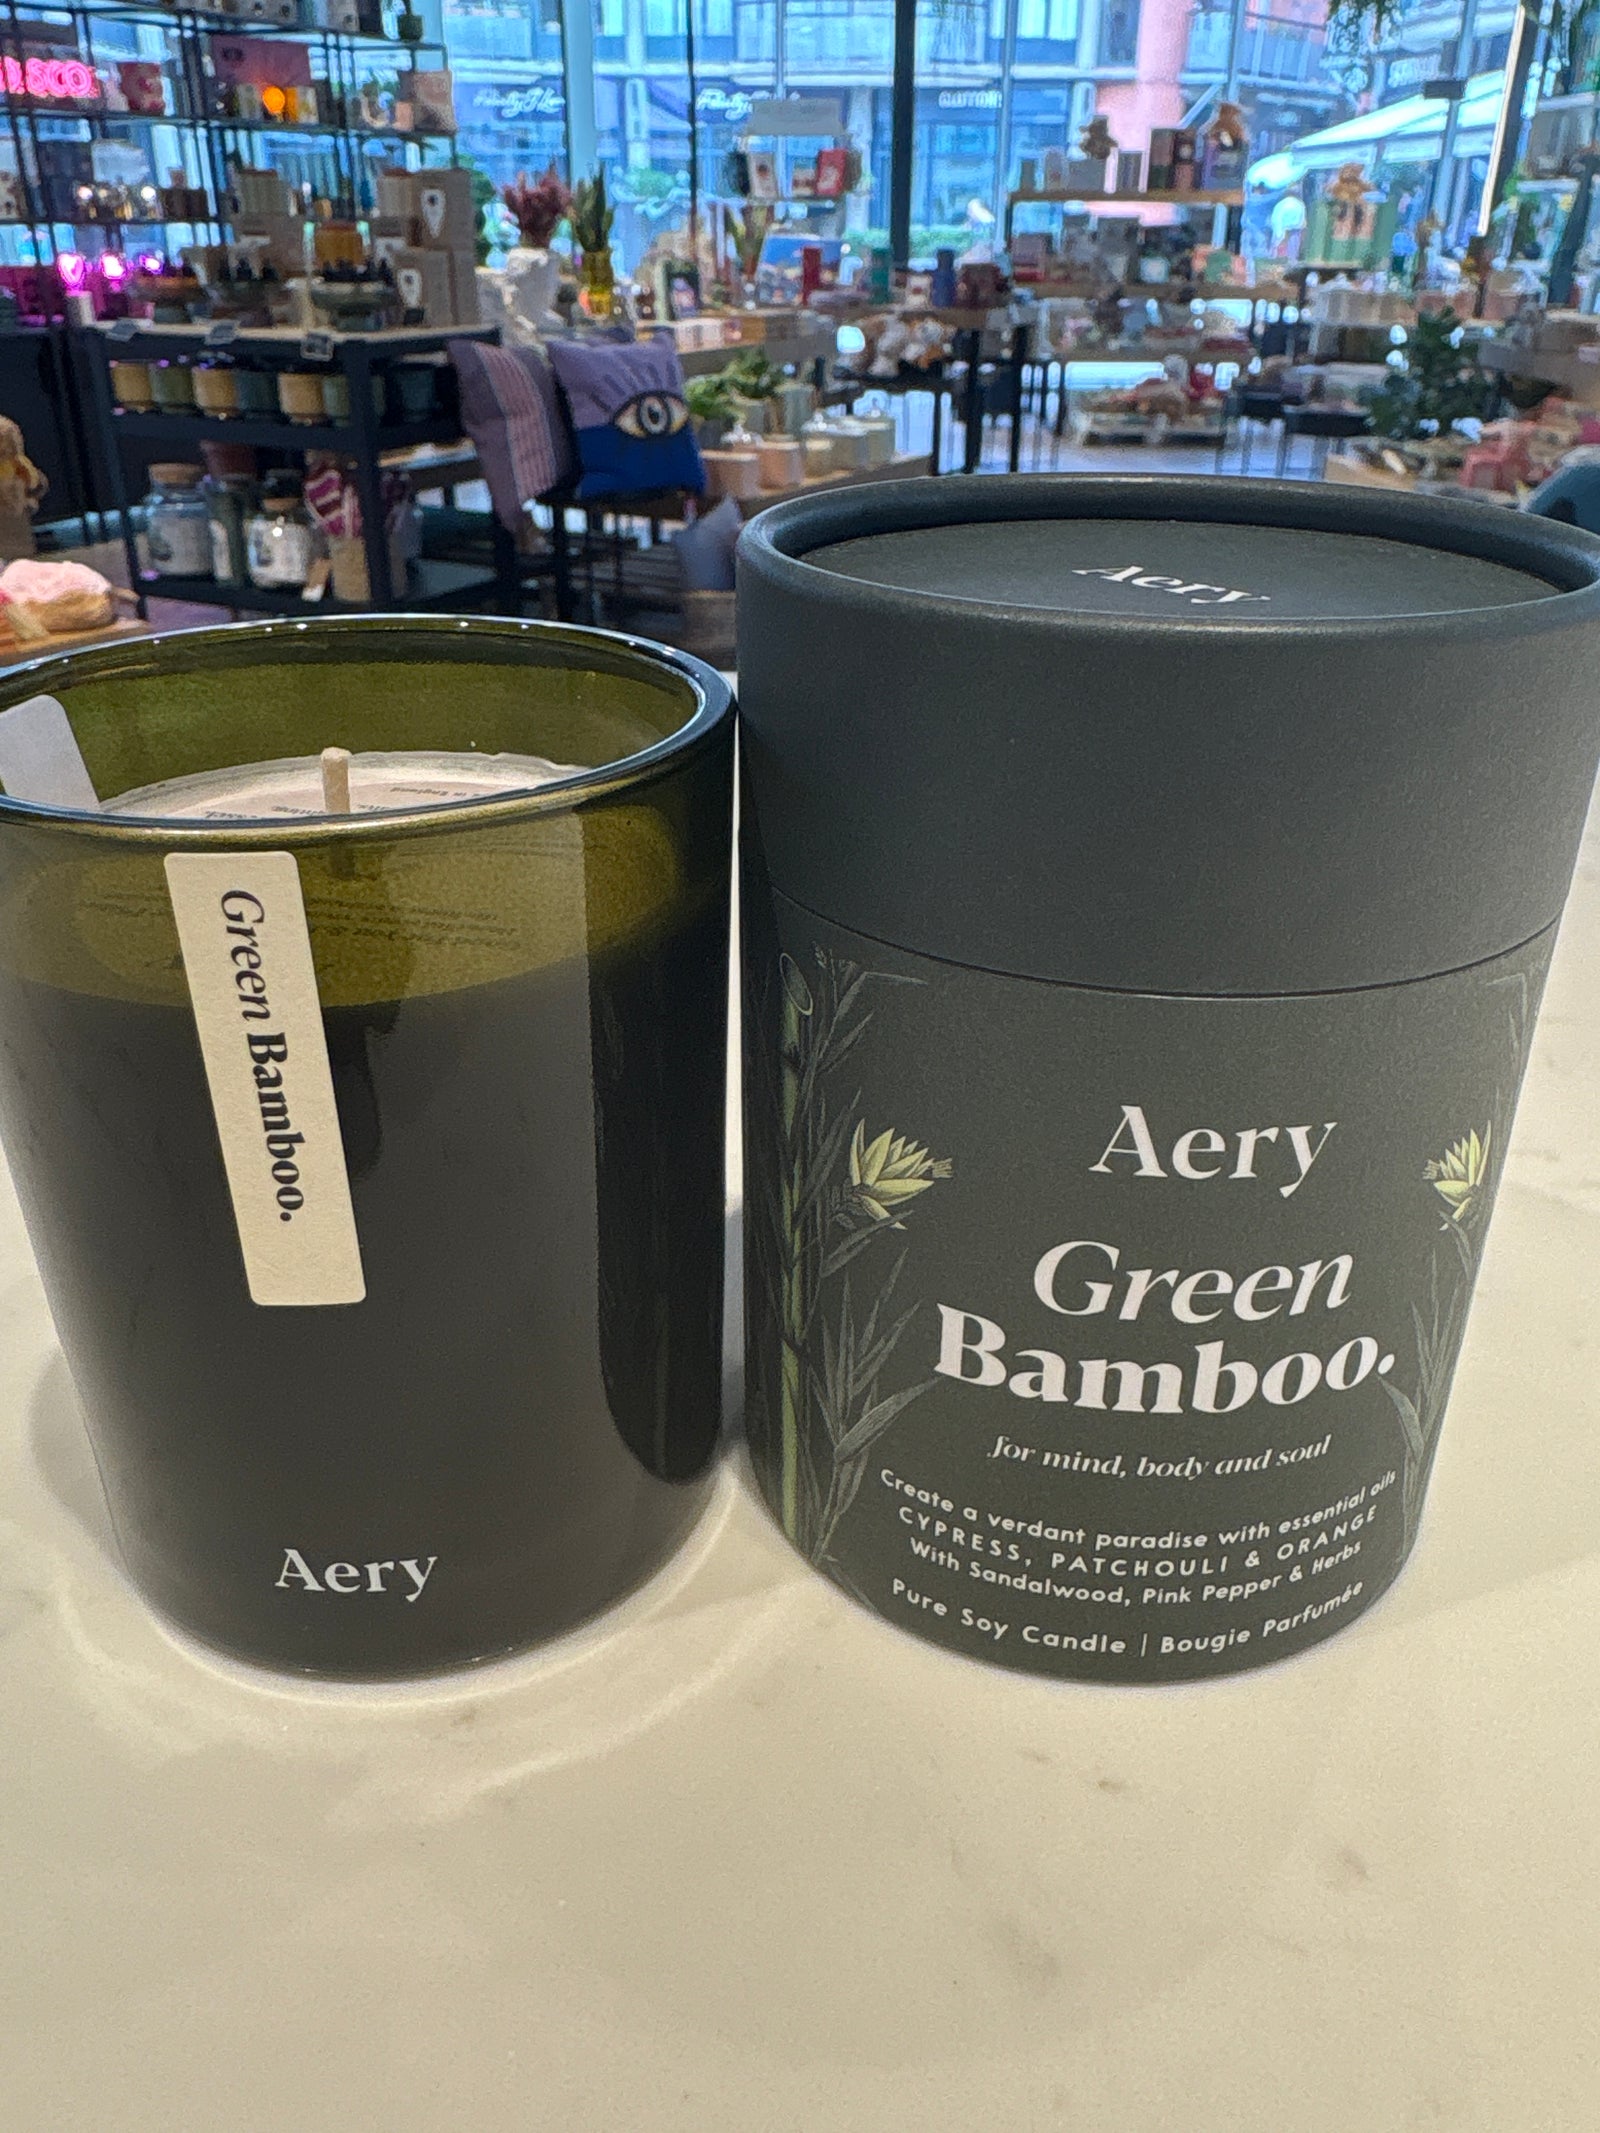 Aery
Green Bamboo.
Aery
Aery
Green
Bamboo.
for mind, body and soul
Create a verdant paradise with essential oils
CYPRESS, PATCHOULI & ORANGE
With Sandalwood, Pink Pepper & Herbs
Pure Soy Candle | Bougie Parfumée